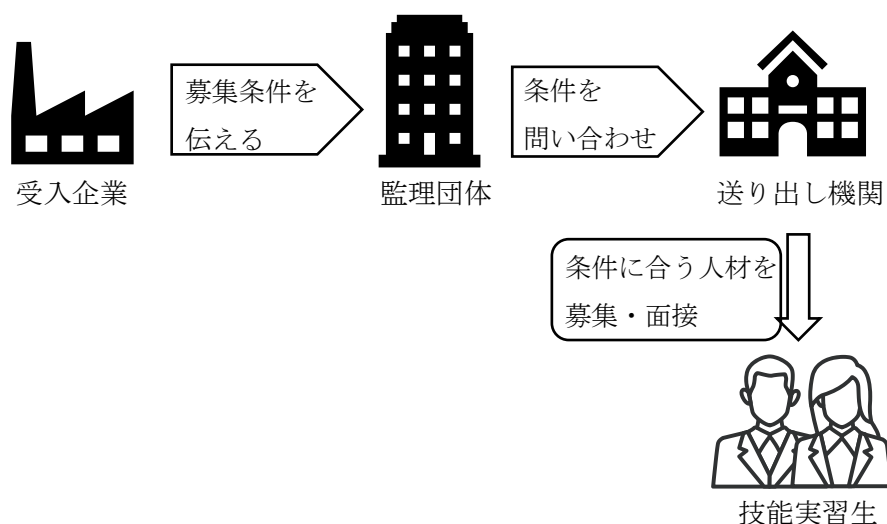 募集条件を
伝える
条件を
問い合わせ
受入企業
監理団体
送り出し機関
条件に合う人材を
募集・面接
技能実習生